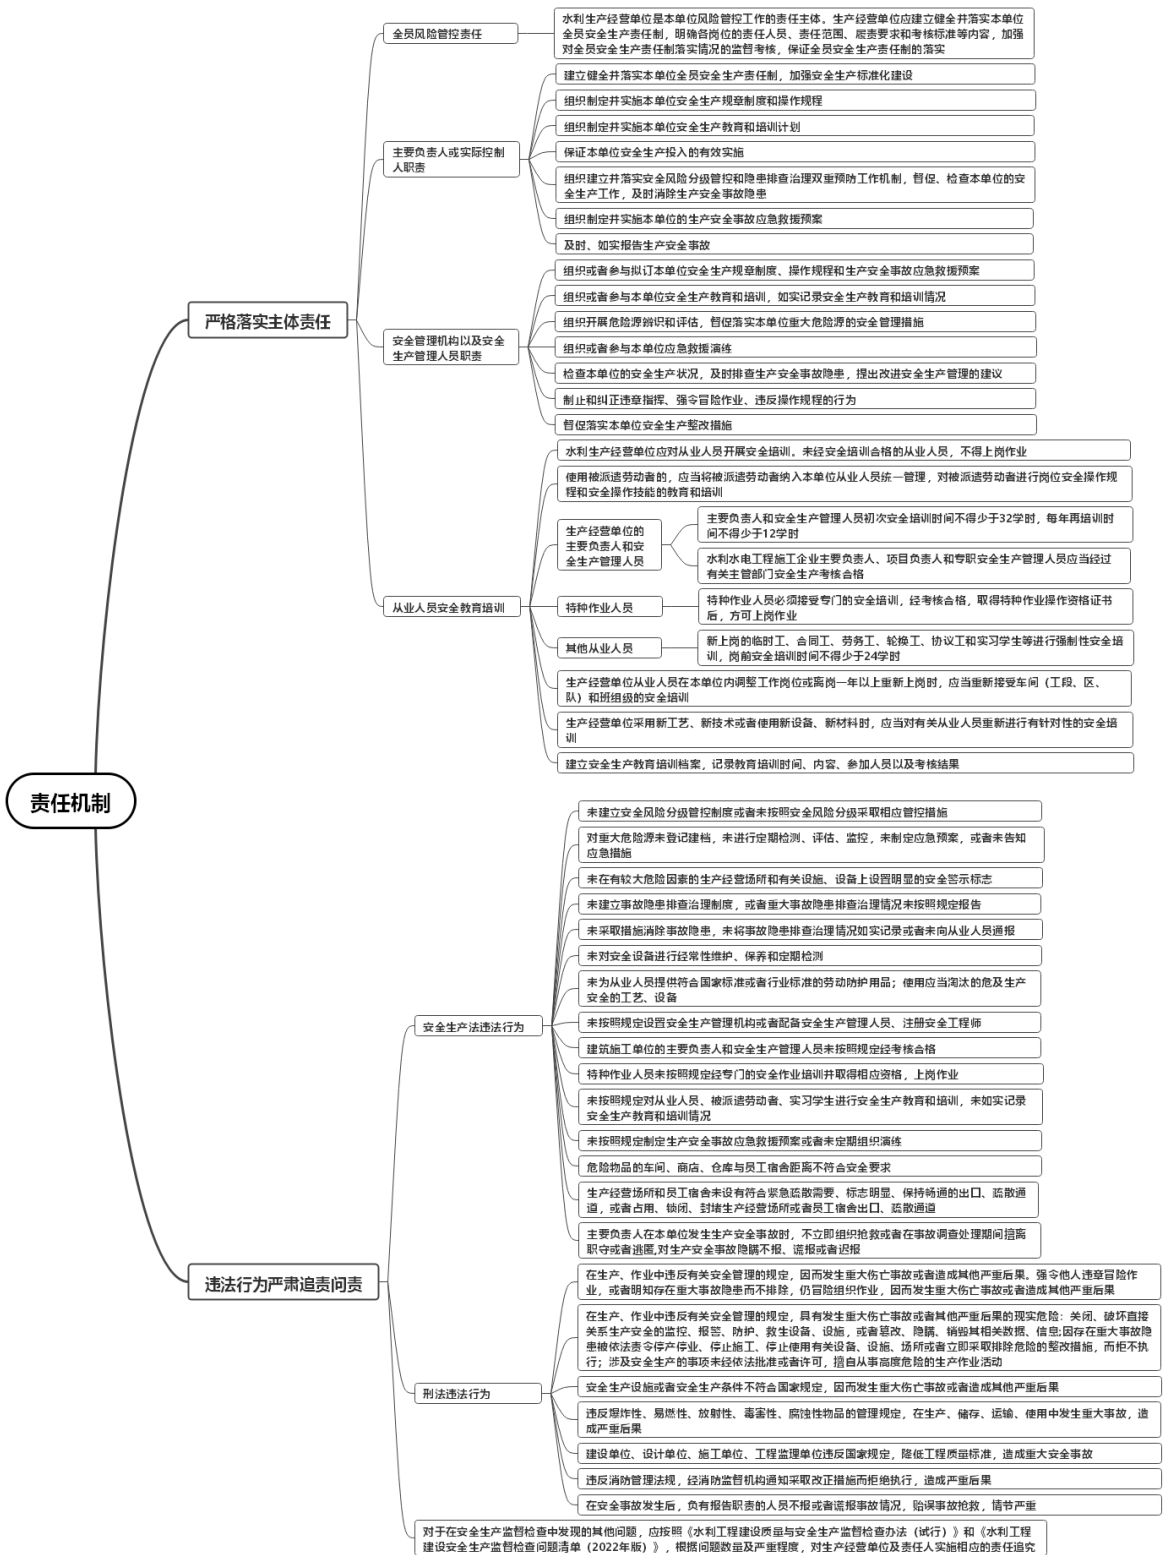 责任机制
严格落实主体责任
全员风险管控责任
水利生产经营单位是本单位风险管控工作的责任主体。生产经营单位应建立健全并落实本单位
全员安全生产责任制，明确各岗位的责任人员、责任范围、履责要求和考核标准等内容，加强
对全员安全生产责任制落实情况的监督考核，保证全员安全生产责任制的落实
主要负责人或实际控制
人职责
建立健全并落实本单位全员安全生产责任制，加强安全生产标准化建设
组织制定并实施本单位安全生产规章制度和操作规程
组织制定并实施本单位安全生产教育和培训计划
保证本单位安全生产投入的有效实施
组织建立并落实安全风险分级管控和隐患排查治理双重预防工作机制，督促、检查本单位的安
全生产工作，及时消除生产安全事故隐患
组织制定并实施本单位的生产安全事故应急救援预案
及时、如实报告生产安全事故
安全管理机构以及安全
生产管理人员职责
组织或者参与拟订本单位安全生产规章制度、操作规程和生产安全事故应急救援预案
组织或者参与本单位安全生产教育和培训，如实记录安全生产教育和培训情况
组织开展危险源辨识和评估，督促落实本单位重大危险源的安全管理措施
组织或者参与本单位应急救援演练
检查本单位的安全生产状况，及时排查生产安全事故隐患，提出改进安全生产管理的建议
制止和纠正违章指挥、强令冒险作业、违反操作规程的行为
督促落实本单位安全生产整改措施
从业人员安全教育培训
水利生产经营单位应对从业人员开展安全培训。未经安全培训合格的从业人员，不得上岗作业
使用被派遣劳动者的，应当将被派遣劳动者纳入本单位从业人员统一管理，对被派遣劳动者进行岗位安全操作规
程和安全操作技能的教育和培训
生产经营单位的
主要负责人和安
全生产管理人员
主要负责人和安全生产管理人员初次安全培训时间不得少于32学时，每年再培训时
间不得少于12学时
水利水电工程施工企业主要负责人、项目负责人和专职安全生产管理人员应当经过
有关主管部门安全生产考核合格
特种作业人员
特种作业人员必须接受专门的安全培训，经考核合格，取得特种作业操作资格证书
后，方可上岗作业
其他从业人员
新上岗的临时工、合同工、劳务工、轮换工、协议工和实习学生等进行强制性安全培
训，岗前安全培训时间不得少于24学时
生产经营单位从业人员在本单位内调整工作岗位或离岗一年以上重新上岗时，应当重新接受车间（工段、区、
队）和班组级的安全培训
生产经营单位采用新工艺、新技术或者使用新设备、新材料时，应当对有关从业人员重新进行有针对性的安全培
训
建立安全生产教育培训档案，记录教育培训时间、内容、参加人员以及考核结果
违法行为严肃追责问责
安全生产法违法行为
未建立安全风险分级管控制度或者未按照安全风险分级采取相应管控措施
对重大危险源未登记建档，未进行定期检测、评估、监控，未制定应急预案，或者未告知
应急措施
未在有较大危险因素的生产经营场所和有关设施、设备上设置明显的安全警示标志
未建立事故隐患排查治理制度，或者重大事故隐患排查治理情况未按照规定报告
未采取措施消除事故隐患，未将事故隐患排查治理情况如实记录或者未向从业人员通报
未对安全设备进行经常性维护、保养和定期检测
未为从业人员提供符合国家标准或者行业标准的劳动防护用品；使用应当淘汰的危及生产
安全的工艺、设备
未按照规定设置安全生产管理机构或者配备安全生产管理人员、注册安全工程师
建筑施工单位的主要负责人和安全生产管理人员未按照规定经考核合格
特种作业人员未按照规定经专门的安全作业培训并取得相应资格，上岗作业
未按照规定对从业人员、被派遣劳动者、实习学生进行安全生产教育和培训，未如实记录
安全生产教育和培训情况
未按照规定制定生产安全事故应急救援预案或者未定期组织演练
危险物品的车间、商店、仓库与员工宿舍距离不符合安全要求
生产经营场所和员工宿舍未设有符合紧急疏散需要、标志明显、保持畅通的出口、疏散通
道，或者占用、锁闭、封堵生产经营场所或者员工宿舍出口、疏散通道
主要负责人在本单位发生生产安全事故时，不立即组织抢救或者在事故调查处理期间擅离
职守或者逃匿,对生产安全事故隐瞒不报、谎报或者迟报
刑法违法行为
在生产、作业中违反有关安全管理的规定，因而发生重大伤亡事故或者造成其他严重后果。强令他人违章冒险作
业，或者明知存在重大事故隐患而不排除，仍冒险组织作业，因而发生重大伤亡事故或者造成其他严重后果
在生产、作业中违反有关安全管理的规定，具有发生重大伤亡事故或者其他严重后果的现实危险：关闭、破坏直接
关系生产安全的监控、报警、防护、救生设备、设施，或者篡改、隐瞒、销毁其相关数据、信息;因存在重大事故隐
患被依法责令停产停业、停止施工、停止使用有关设备、设施、场所或者立即采取排除危险的整改措施，而拒不执
行；涉及安全生产的事项未经依法批准或者许可，擅自从事高度危险的生产作业活动
安全生产设施或者安全生产条件不符合国家规定，因而发生重大伤亡事故或者造成其他严重后果
违反爆炸性、易燃性、放射性、毒害性、腐蚀性物品的管理规定，在生产、储存、运输、使用中发生重大事故，造
成严重后果
建设单位、设计单位、施工单位、工程监理单位违反国家规定，降低工程质量标准，造成重大安全事故
违反消防管理法规，经消防监督机构通知采取改正措施而拒绝执行，造成严重后果
在安全事故发生后，负有报告职责的人员不报或者谎报事故情况，贻误事故抢救，情节严重
对于在安全生产监督检查中发现的其他问题，应按照《水利工程建设质量与安全生产监督检查办法（试行）》和《水利工程
建设安全生产监督检查问题清单（2022年版）》，根据问题数量及严重程度，对生产经营单位及责任人实施相应的责任追究